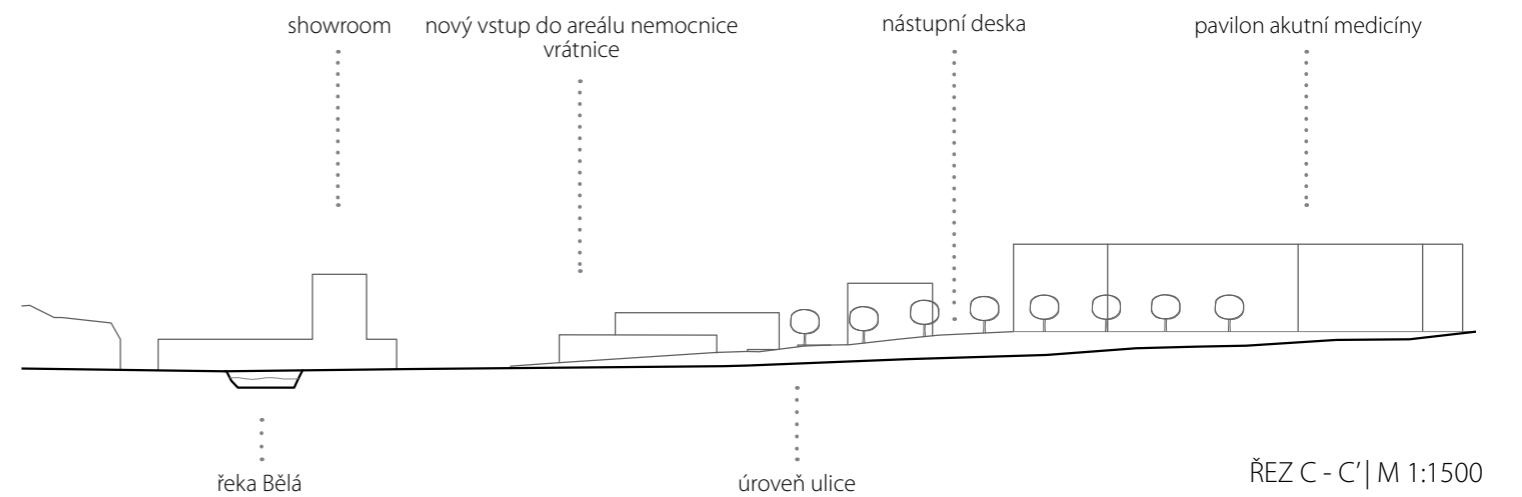 showroom
nový vstup do areálu nemocnice
vrátnice
nástupní deska
pavilon akutní medicíny
řeka Bělá
úroveň ulice
ŘEZ C - C' | M 1:1500